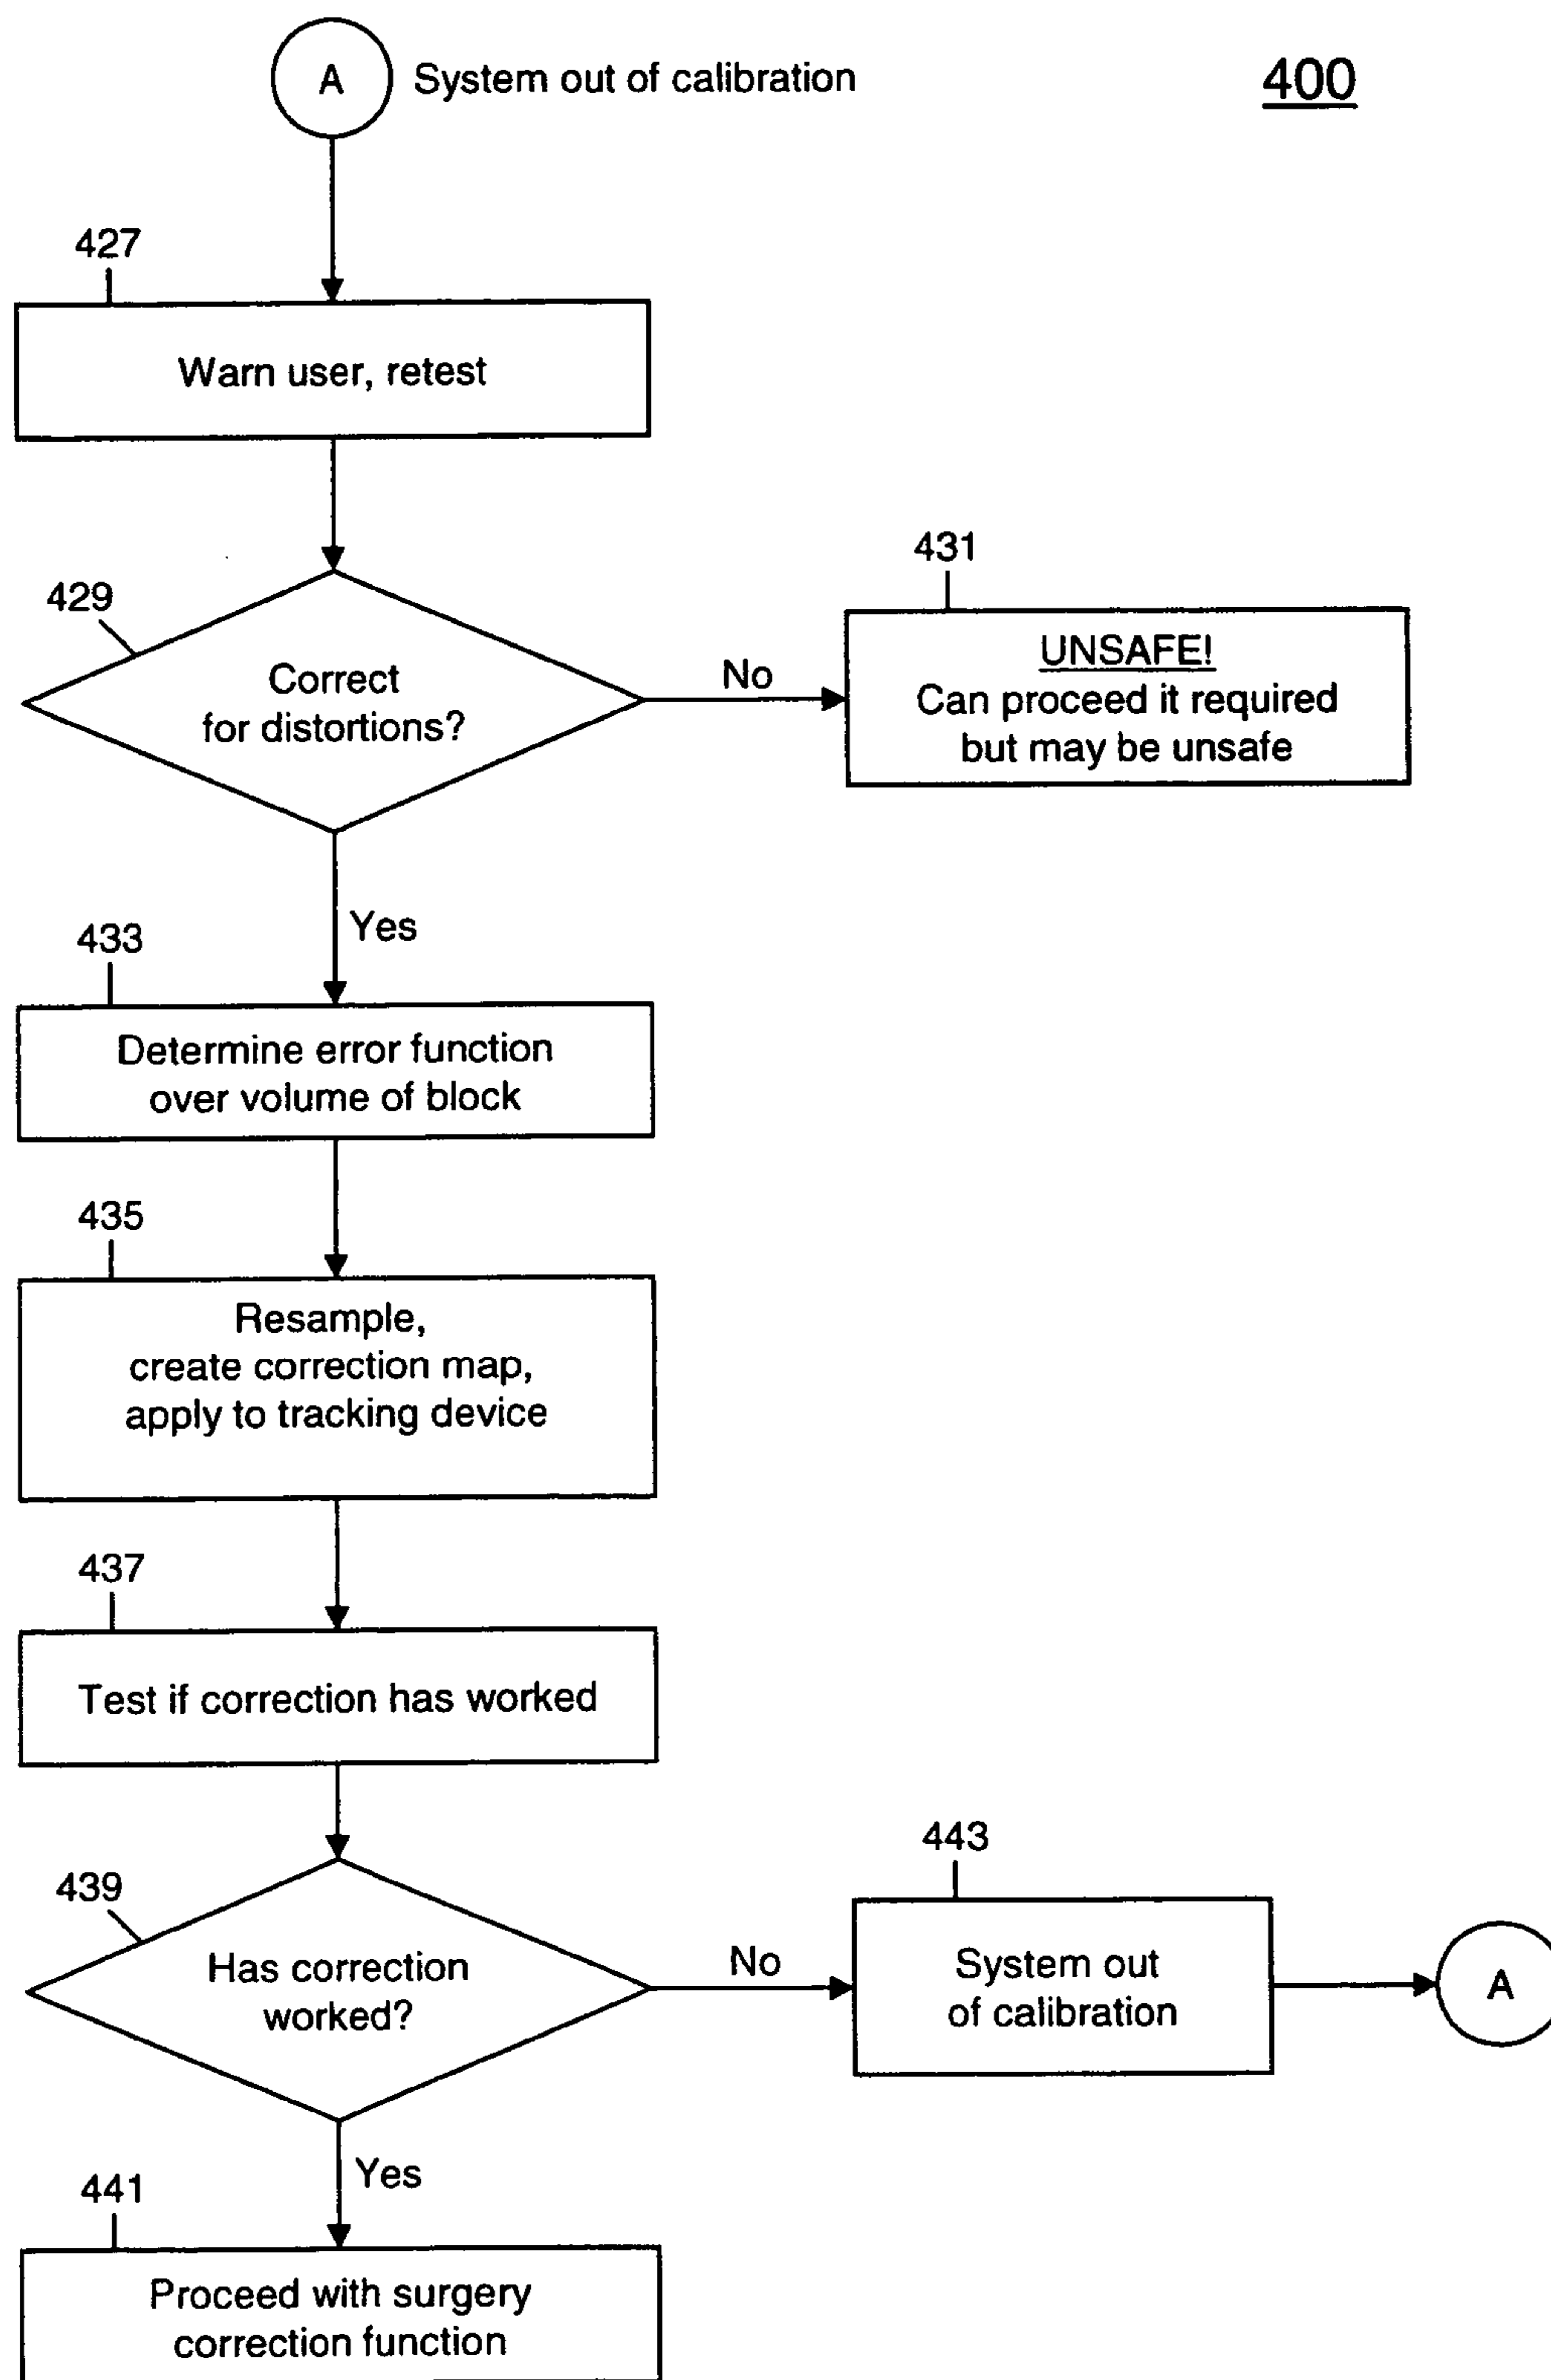 A
System out of calibration
400
427
Warn user, retest
429
Correct
for distortions?
No
431
UNSAFE!
Can proceed it required
but may be unsafe
Yes
433
Determine error function
over volume of block
435
Resample,
create correction map,
apply to tracking device
437
Test if correction has worked
439
Has correction
worked?
No
443
System out
of calibration
A
Yes
441
Proceed with surgery
correction function